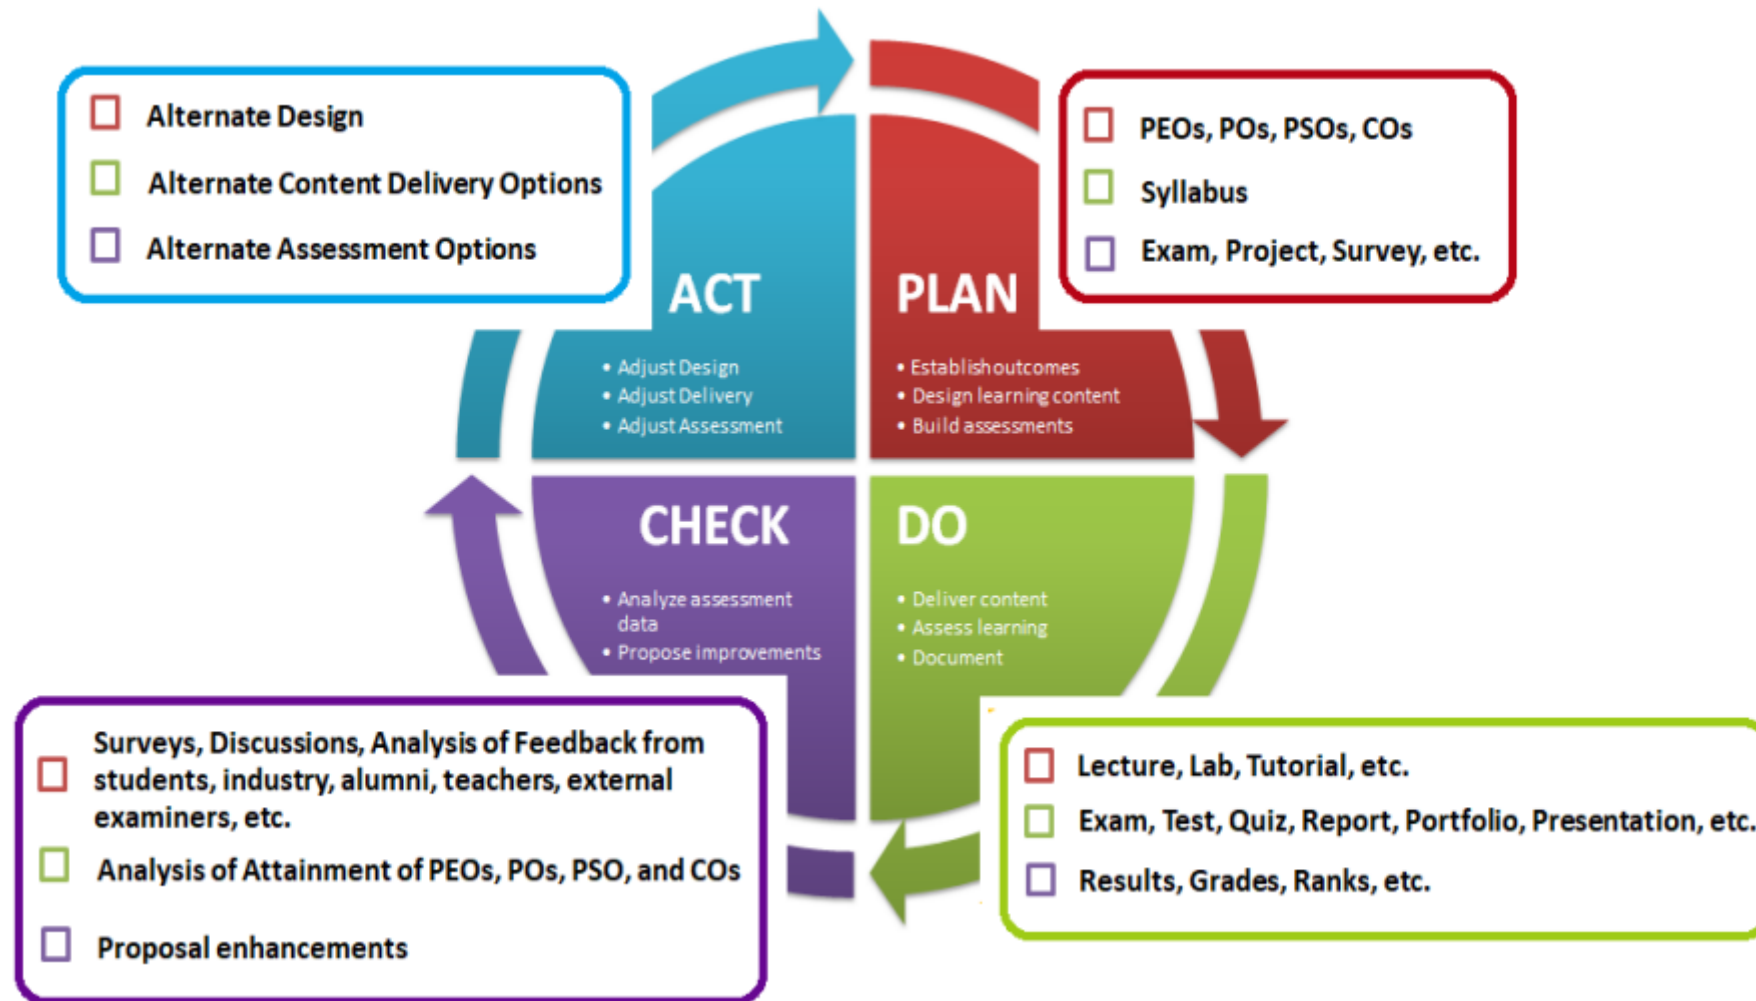 Alternate Design
Alternate Content Delivery Options
Alternate Assessment Options
PEOs, POs, PSOs, COs
Syllabus
Exam, Project, Survey, etc.
ACT
• Adjust Design
• Adjust Delivery
• Adjust Assessment
PLAN
• Establish outcomes
• Design learning content
• Build assessments
CHECK
• Analyze assessment
data
• Propose improvements
DO
• Deliver content
• Assess learning
• Document
Surveys, Discussions, Analysis of Feedback from
students, industry, alumni, teachers, external
examiners, etc.
Analysis of Attainment of PEOs, POs, PSO, and COs
Proposal enhancements
Lecture, Lab, Tutorial, etc.
Exam, Test, Quiz, Report, Portfolio, Presentation, etc.
Results, Grades, Ranks, etc.